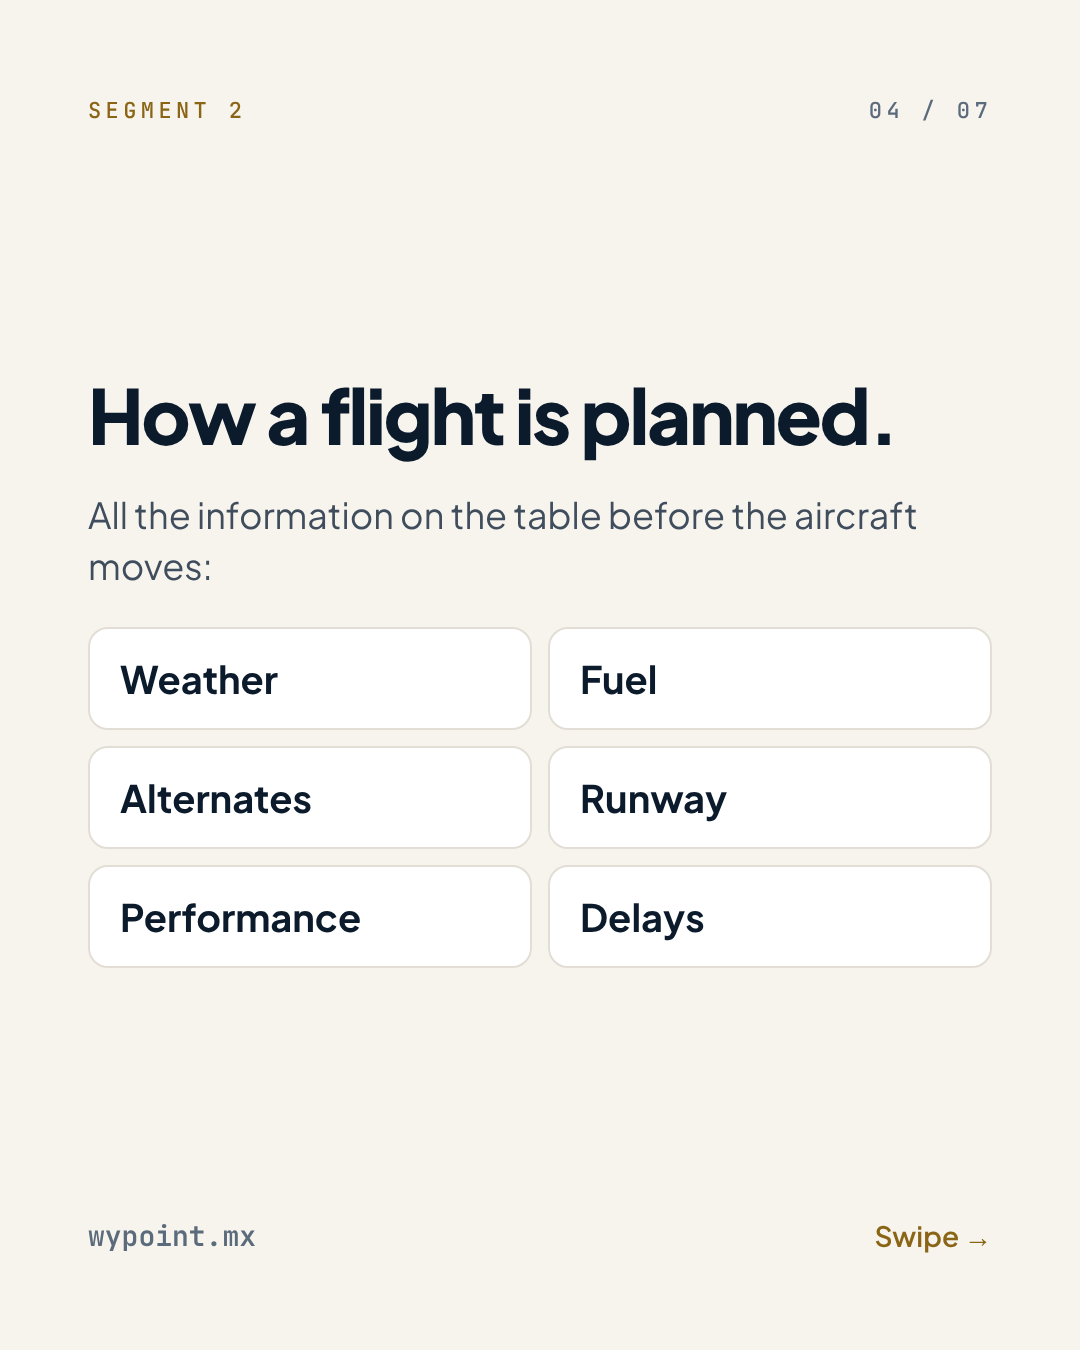 SEGMENT 2
04 / 07
How a flight is planned.
All the information on the table before the aircraft
moves:
Weather
Fuel
Alternates
Runway
Performance
Delays
wypoint.mx
Swipe →